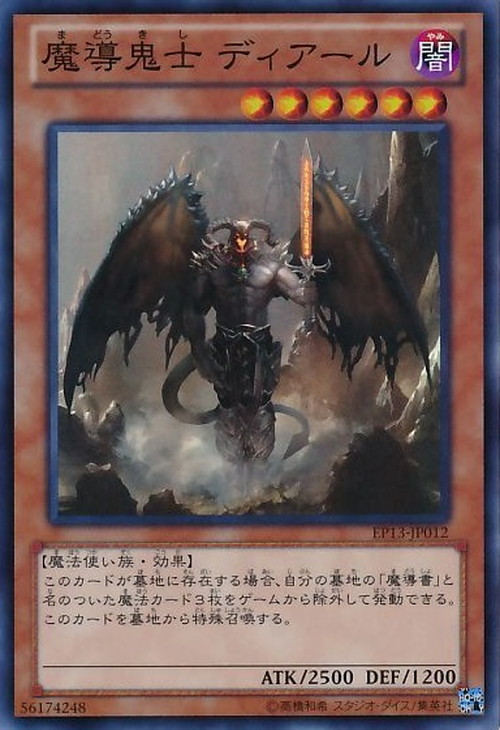 魔導鬼士 ディアール
闇
EP13-JP012
【魔法使い族・効果】
このカードが墓地に存在する場合、自分の墓地の「魔導書」と
名のついた魔法カード３枚をゲームから除外して発動できる。
このカードを墓地から特殊召喚する。
ATK/2500 DEF/1200
56174248 ©高橋和希 スタジオ・ダイス/集英社